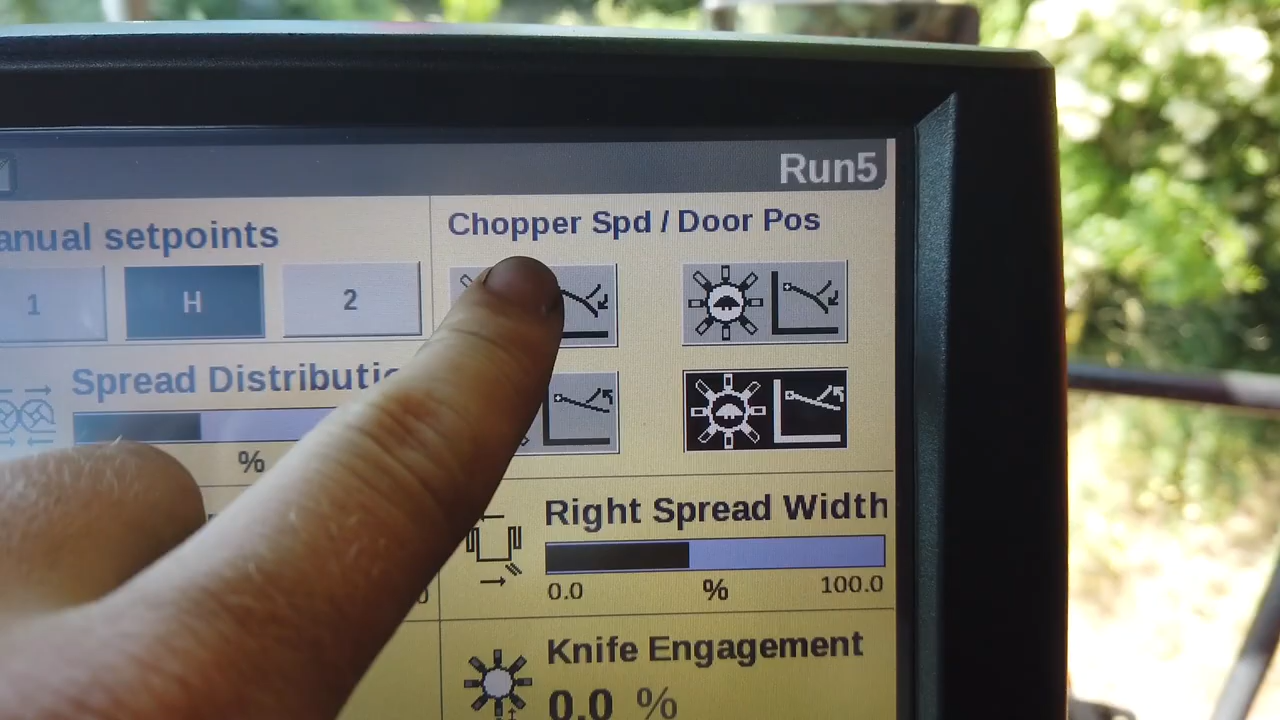 Run5
anual setpoints
Chopper Spd / Door Pos
1
H
2
Spread Distributic
%
Right Spread Width
0.0
%
100.0
Knife Engagement
0.0 %